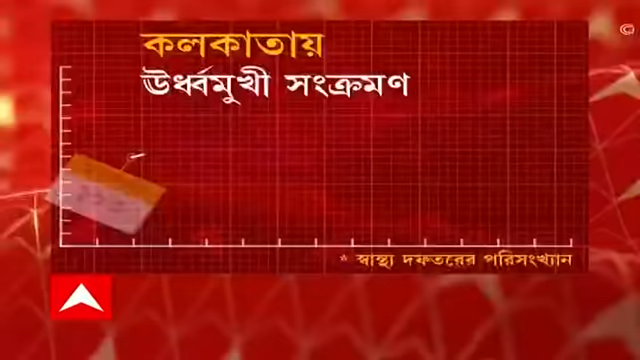 কলকাতায়
ঊর্ধ্বমুখী সংক্রমণ
* স্বাস্থ্য দফতরের পরিসংখ্যান
©